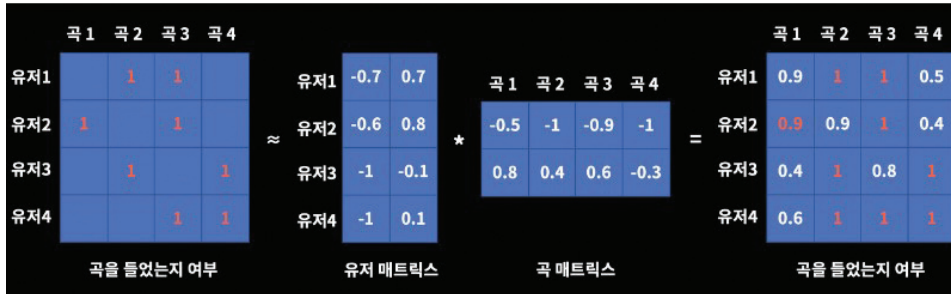 곡 1 곡 2 곡 3 곡 4
유저1 1 1
유저2 1 1
유저3 1 1
유저4 1 1
곡을 들었는지 여부
≈
유저1 -0.7 0.7
유저2 -0.6 0.8
유저3 -1 -0.1
유저4 -1 0.1
유저 매트릭스
*
곡 1 곡 2 곡 3 곡 4
-0.5 -1 -0.9 -1
0.8 0.4 0.6 -0.3
곡 매트릭스
=
곡 1 곡 2 곡 3 곡 4
유저1 0.9 1 1 0.5
유저2 0.9 0.9 1 0.4
유저3 0.4 1 0.8 1
유저4 0.6 1 1 1
곡을 들었는지 여부